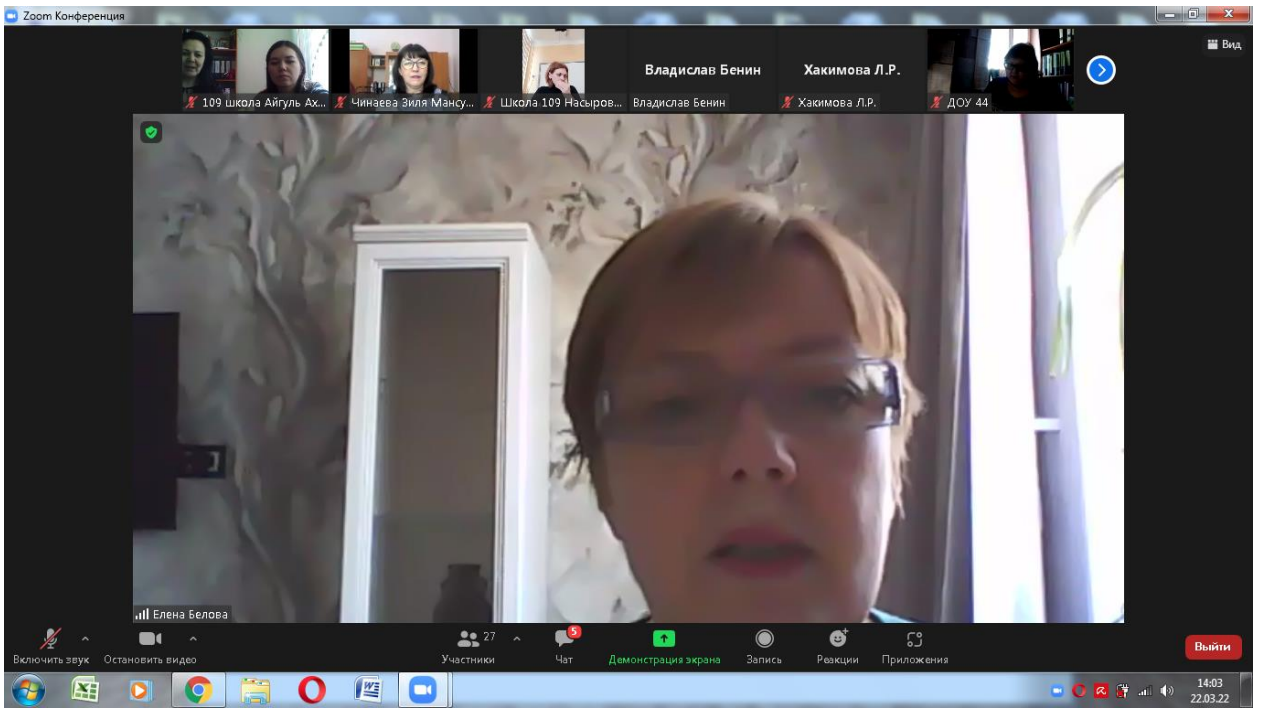 Zoom Конференция
Вид
Владислав Бенин
Хакимова Л.Р.
109 школа Айгуль Ах...
Чинаева Зиля Мансу...
Школа 109 Насыров...
Владислав Бенин
Хакимова Л.Р.
ДОУ 44
Елена Белова
27
5
Включить звук
Остановить видео
Участники
Чат
Демонстрация экрана
Запись
Реакции
Приложения
Выйти
14:03
22.03.22